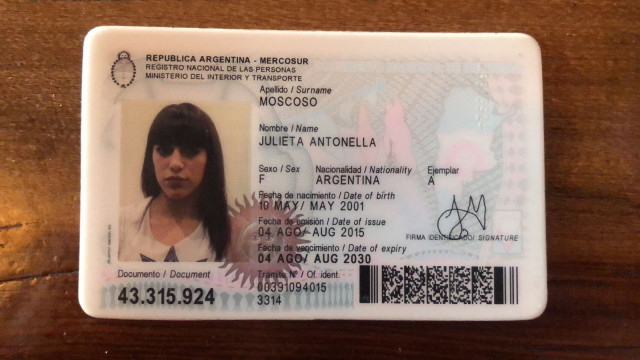 REPUBLICA ARGENTINA - MERCOSUR
REGISTRO NACIONAL DE LAS PERSONAS
MINISTERIO DEL INTERIOR Y TRANSPORTE
Apellido / Surname
MOSCOSO
Nombre / Name
JULIETA ANTONELLA
Sexo / Sex Nacionalidad / Nationality Ejemplar
F ARGENTINA A
Fecha de nacimiento / Date of birth
10 MAY/ MAY 2001
Fecha de emisión / Date of issue
04 AGO/ AUG 2015
Fecha de vencimiento / Date of expiry
04 AGO/ AUG 2030
FIRMA IDENTIFICADO/ SIGNATURE
Documento / Document
43.315.924
Tramite N° / Of. ident.
00391094015
3314